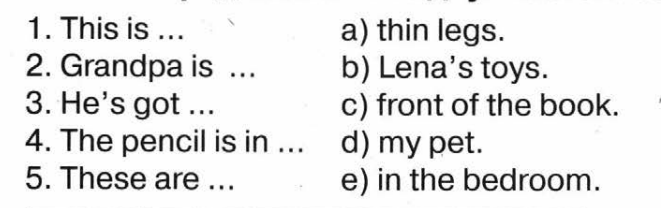 1. This is ... a) thin legs.
2. Grandpa is ... b) Lena's toys.
3. He's got ... c) front of the book.
4. The pencil is in ... d) my pet.
5. These are ... e) in the bedroom.